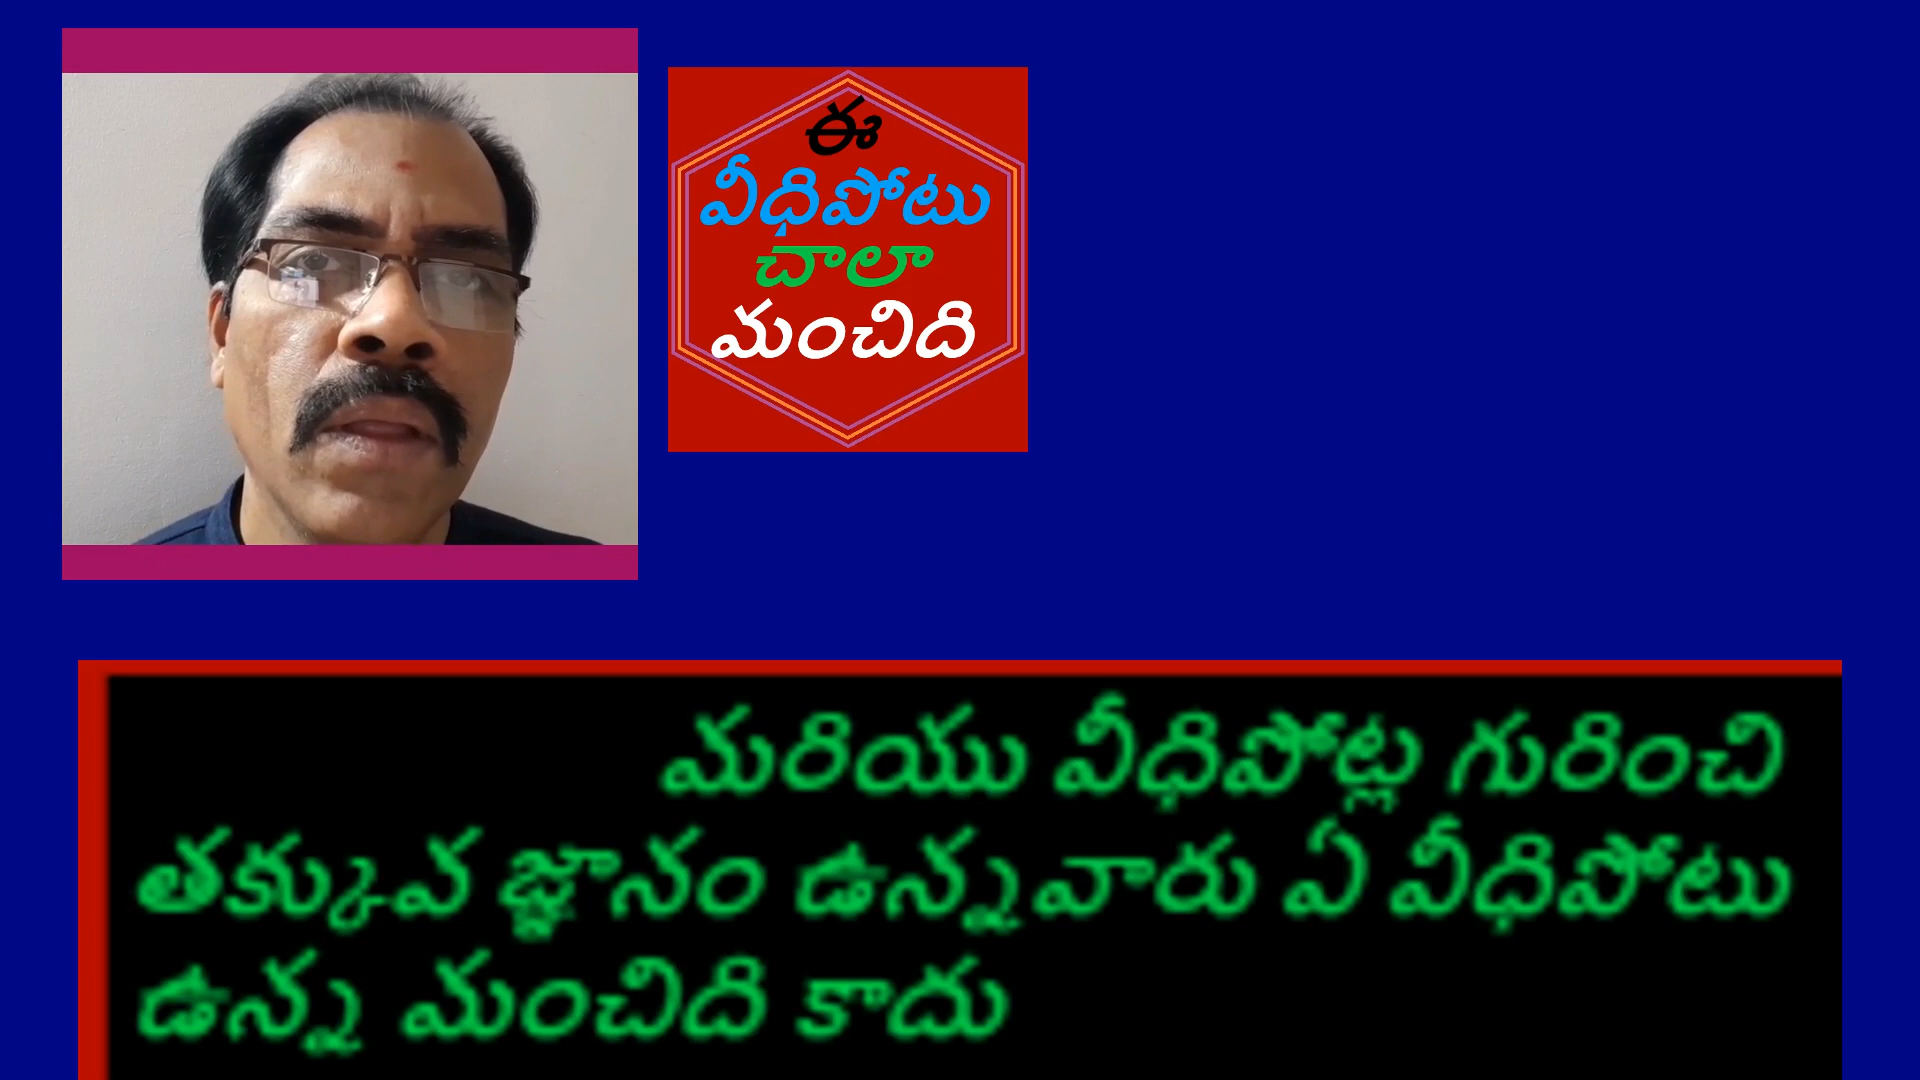 ఈ
వీధిపోటు
చాలా
మంచిది
మరియు వీధిపోట్ల గురించి
తక్కువ జ్ఞానం ఉన్నవారు ఏ వీధిపోటు
ఉన్న మంచిది కాదు